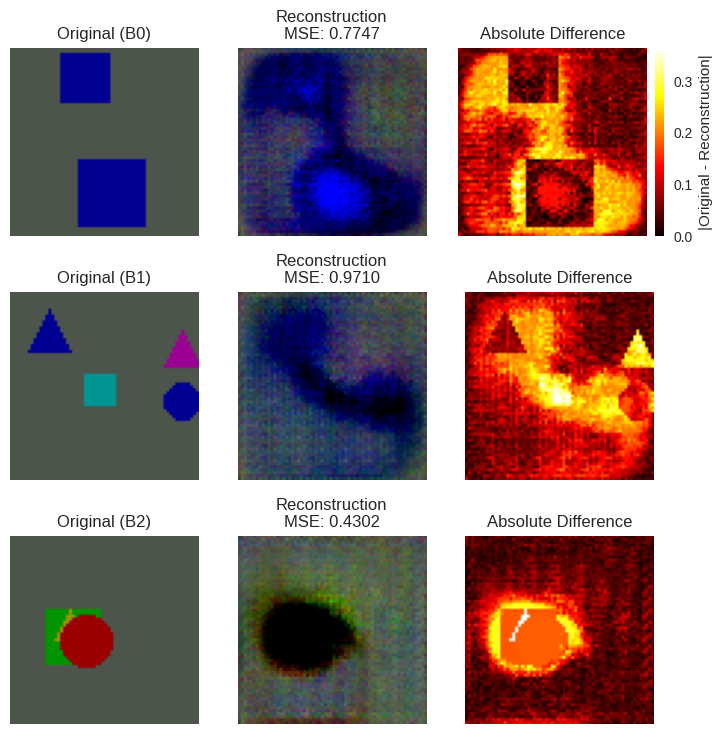 Original (B0)
Reconstruction
MSE: 0.7747
Absolute Difference
0.3
0.2
0.1
0.0
|Original - Reconstruction|
Original (B1)
Reconstruction
MSE: 0.9710
Absolute Difference
Original (B2)
Reconstruction
MSE: 0.4302
Absolute Difference